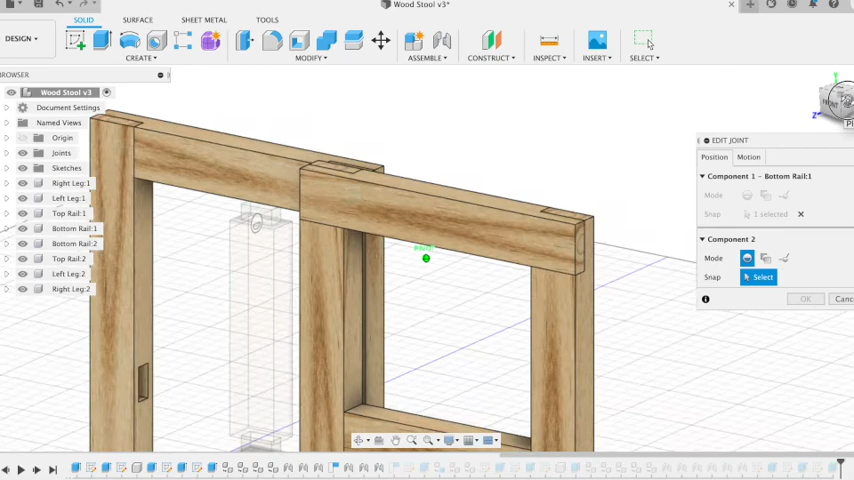 Wood Stool v3*
SOLID SURFACE SHEET METAL TOOLS
DESIGN
CREATE MODIFY ASSEMBLE CONSTRUCT INSPECT INSERT SELECT
BROWSER
Wood Stool v3
Document Settings
Named Views
Origin
Joints
Sketches
Right Leg:1
Left Leg:1
Top Rail:1
Bottom Rail:1
Bottom Rail:2
Top Rail:2
Left Leg:2
Right Leg:2
Y
FRONT
Z
EDIT JOINT
Position Motion
Component 1 - Bottom Rail:1
Mode
Snap 1 selected
Component 2
Mode
Snap Select
OK Canc